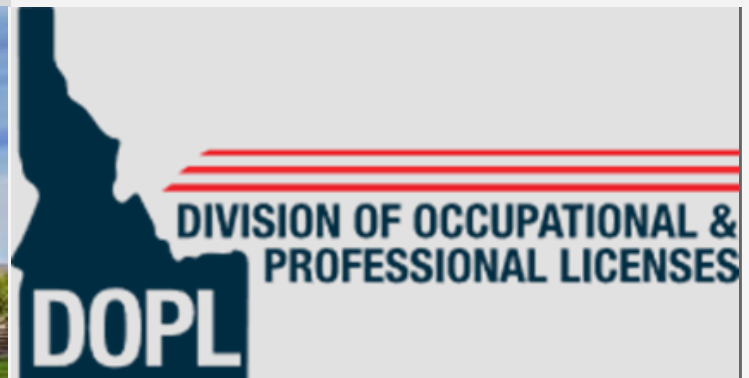 DIVISION OF OCCUPATIONAL &
PROFESSIONAL LICENSES
DOPL